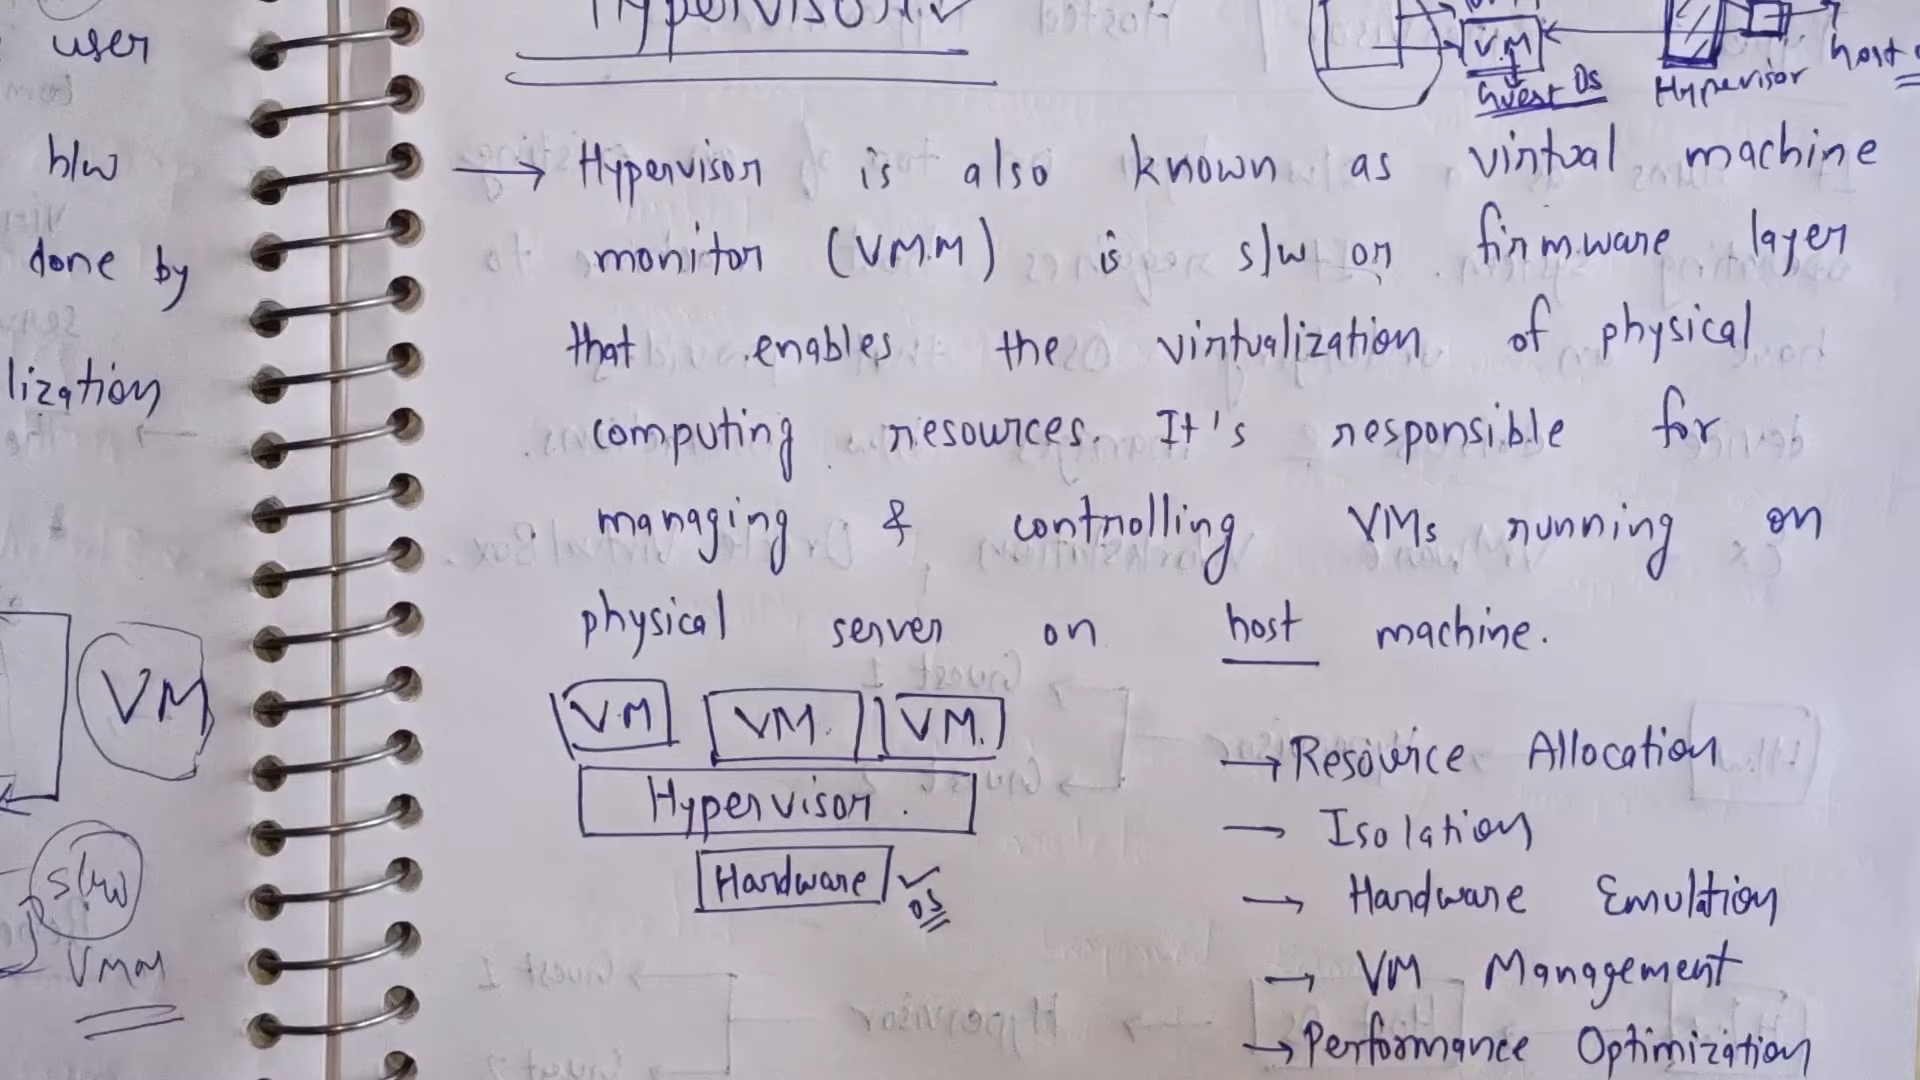 user
b/w
done by
lization
VM
s/w
VMM
Hypervisor
VM
Guest Os
Hypervisor
host
→ Hypervisor is also known as virtual machine
monitor (VMM) is s/w or firmware layer
that enables the virtualization of physical
computing resources. It's responsible for
managing & controlling VMs running on
physical server on host machine.
VM VM VM
Hypervisor
Hardware
OS
→ Resource Allocation
— Isolation
→ Hardware Emultion
→ VM Management
→ Performance Optimization